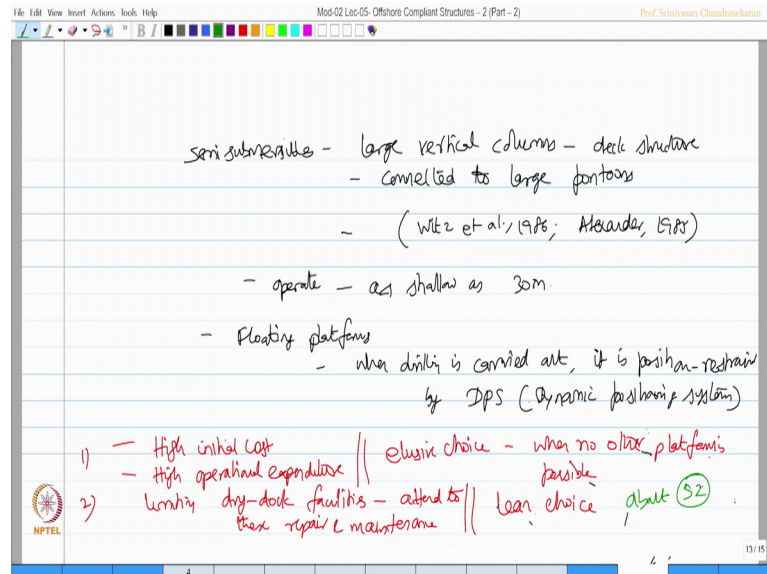 File Edit View Insert Actions Tools Help
Mod-02 Lec-05- Offshore Compliant Structures – 2 (Part – 2)
Prof. Srinivasan Chandrasekaran
B I
Semisubmersibles - large vertical columns - deck structure
- connected to large pontoons
- (Witz et al., 1986; Alexander, 1985)
- operate - as shallow as 30m.
- Floating platforms
- when drilling is carried out, it is position-restrain
by DPS (Dynamic positioning system)
1) - High initial cost
- High operational expenditure
elusive choice - when no other platform is
possible
2) limiting dry-dock facilities - attend to
these repair & maintenance
lean choice about 32
NPTEL
13/15
4